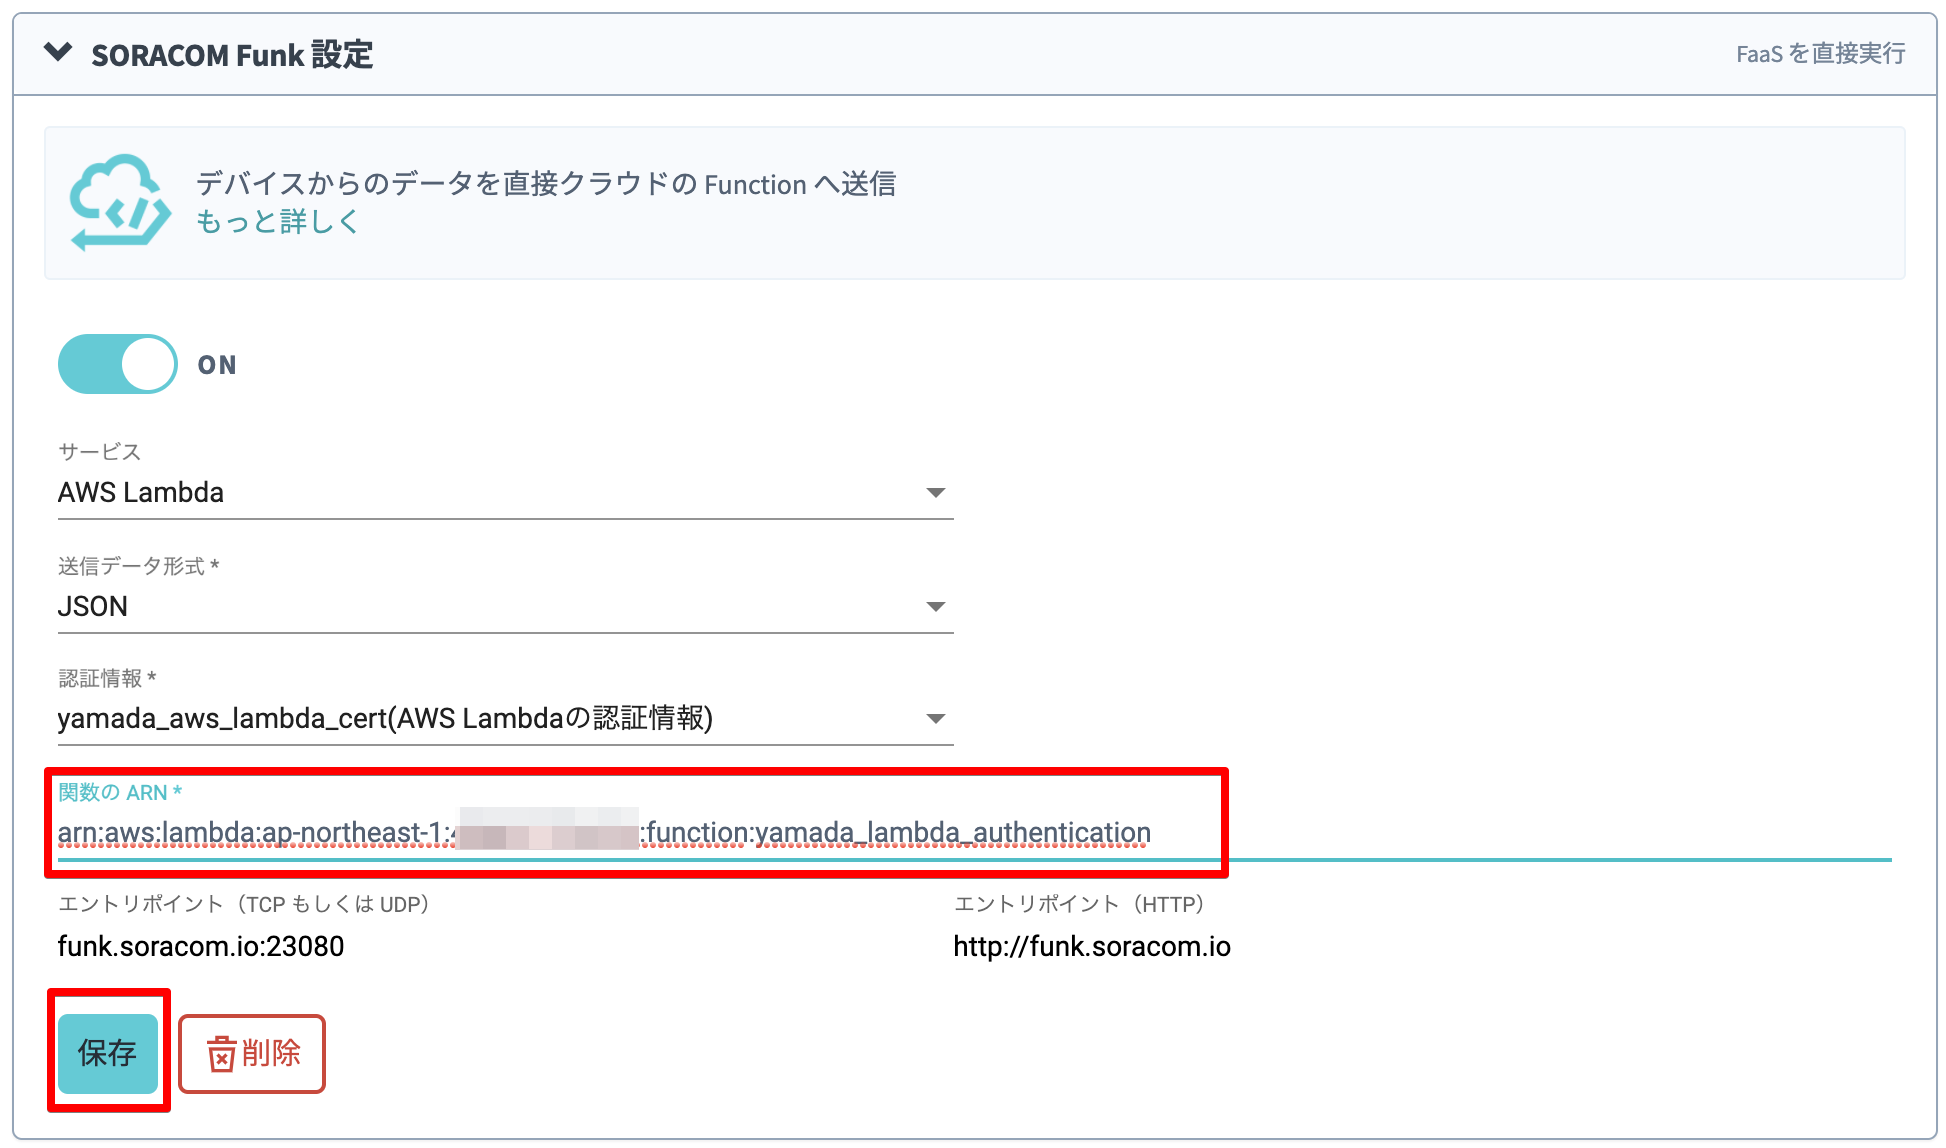 SORACOM Funk 設定
FaaS を直接実行
デバイスからのデータを直接クラウドの Function へ送信
もっと詳しく
ON
サービス
AWS Lambda
送信データ形式 *
JSON
認証情報 *
yamada_aws_lambda_cert(AWS Lambdaの認証情報)
関数の ARN *
arn:aws:lambda:ap-northeast-1: :function:yamada_lambda_authentication
エントリポイント（TCP もしくは UDP）
エントリポイント（HTTP）
funk.soracom.io:23080
http://funk.soracom.io
保存
削除